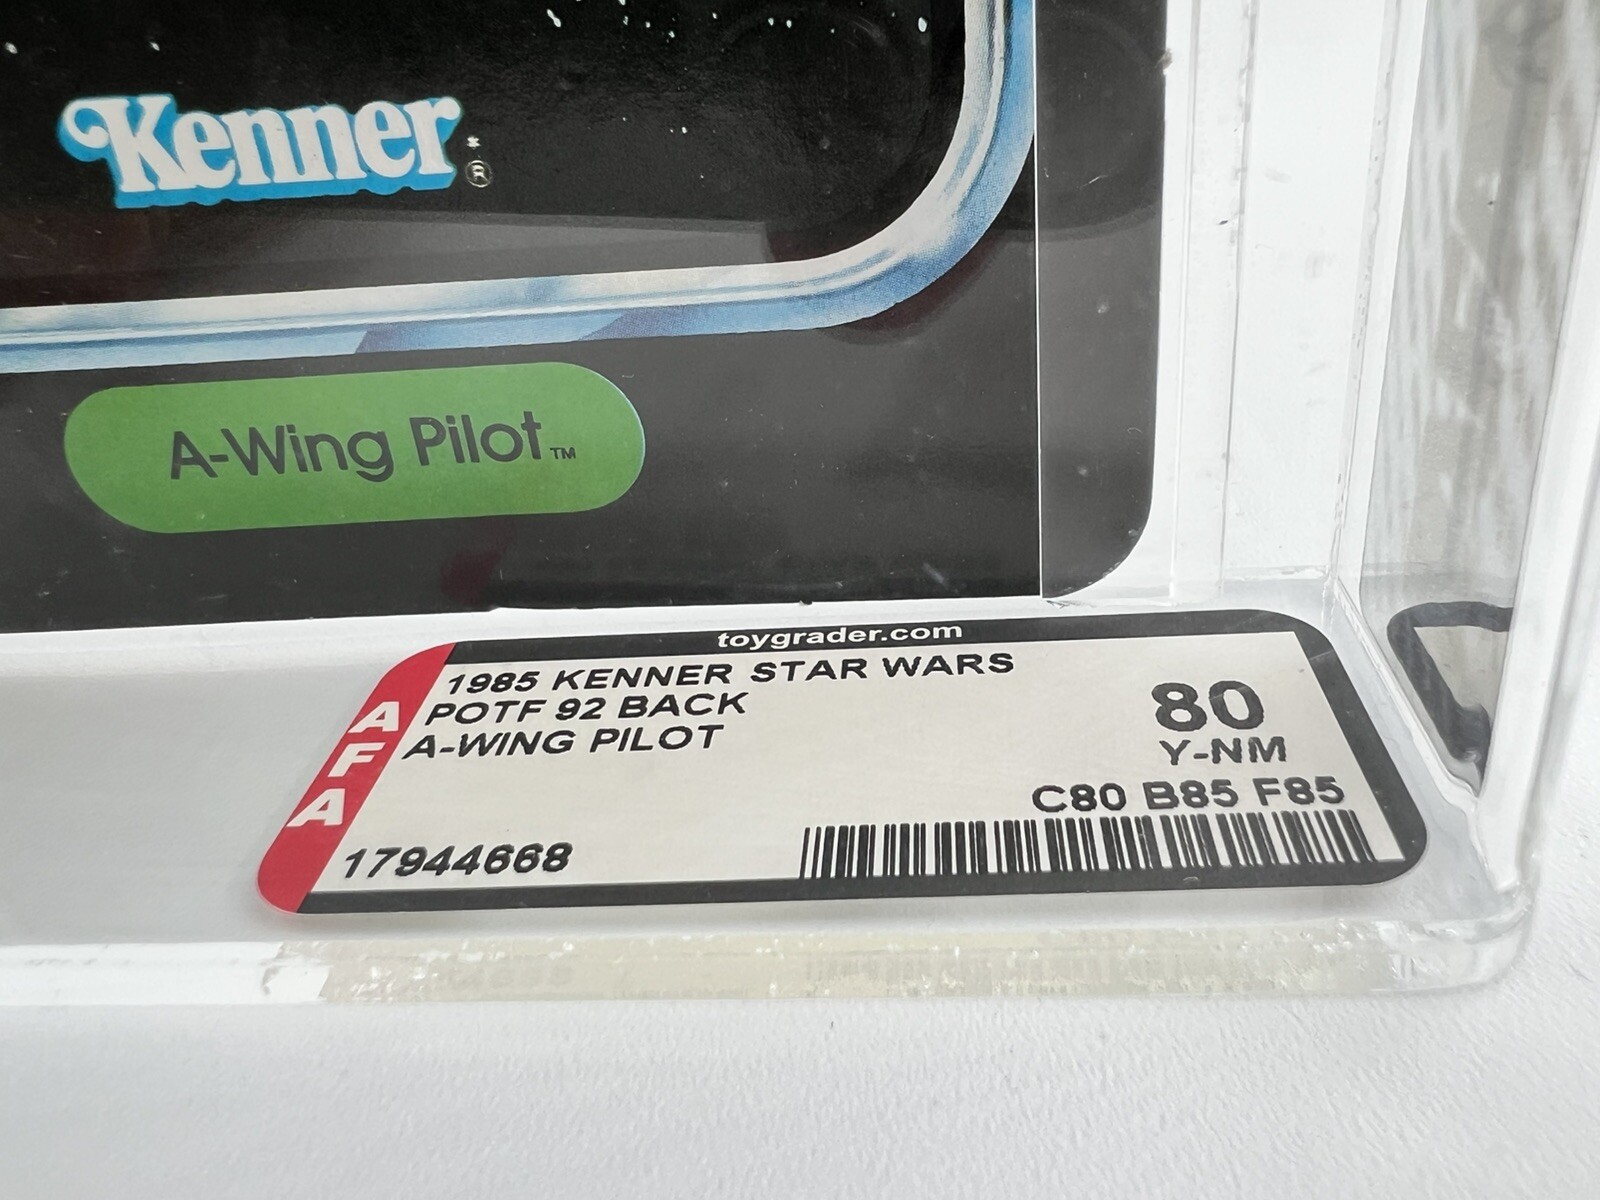 Kenner®
A-Wing Pilot™
toygrader.com
AFA
1985 KENNER STAR WARS
POTF 92 BACK
A-WING PILOT
80
Y-NM
C80 B85 F85
17944668